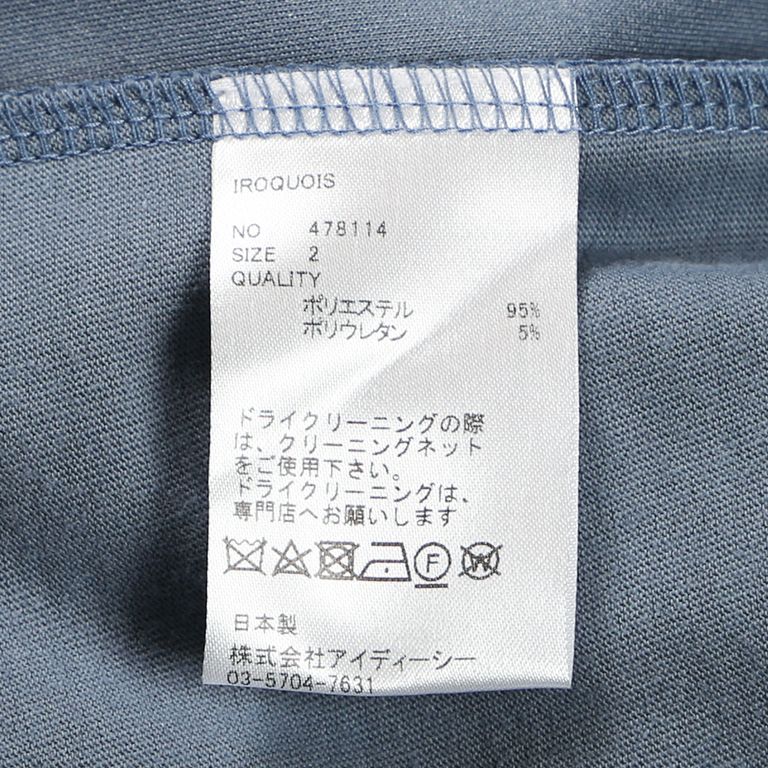 IROQUOIS
NO 478114
SIZE 2
QUALITY
ポリエステル 95%
ポリウレタン 5%
ドライクリーニングの際
は、クリーニングネット
をご使用下さい。
ドライクリーニングは、
専門店へお願いします
F W
日本製
株式会社アイディーシー
03-5704-7631